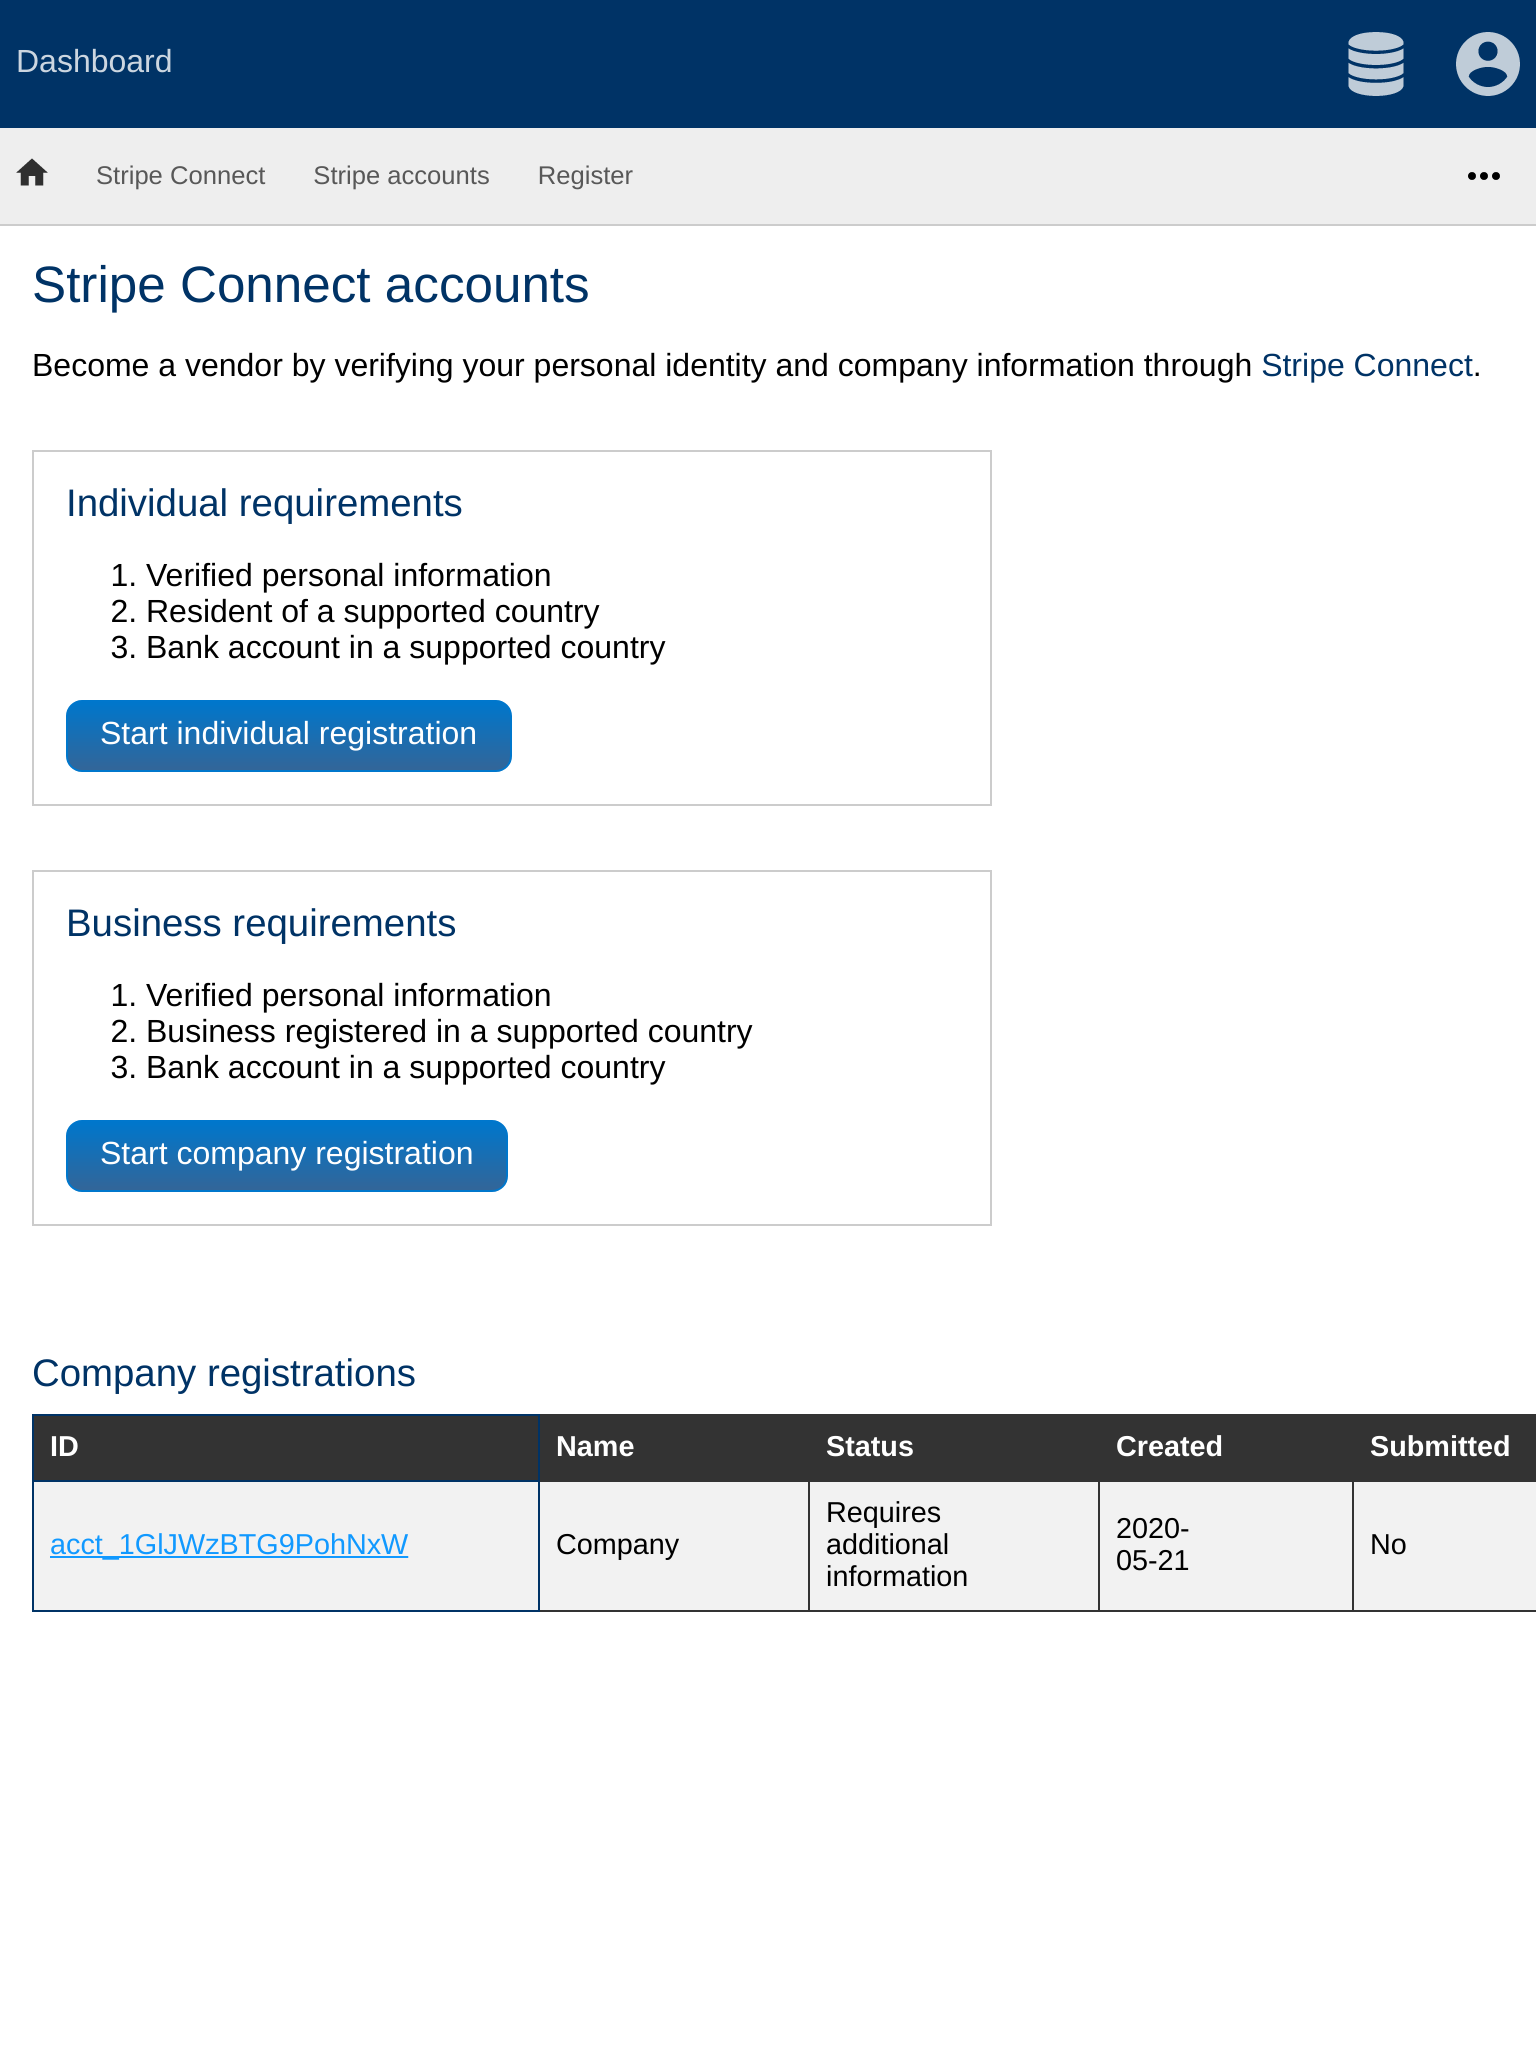 Dashboard
Stripe Connect Stripe accounts Register
Stripe Connect accounts
Become a vendor by verifying your personal identity and company information through Stripe Connect.
Individual requirements
1. Verified personal information
2. Resident of a supported country
3. Bank account in a supported country
Start individual registration
Business requirements
1. Verified personal information
2. Business registered in a supported country
3. Bank account in a supported country
Start company registration
Company registrations
ID Name Status Created Submitted
acct_1GlJWzBTG9PohNxW Company Requires additional information 2020-05-21 No